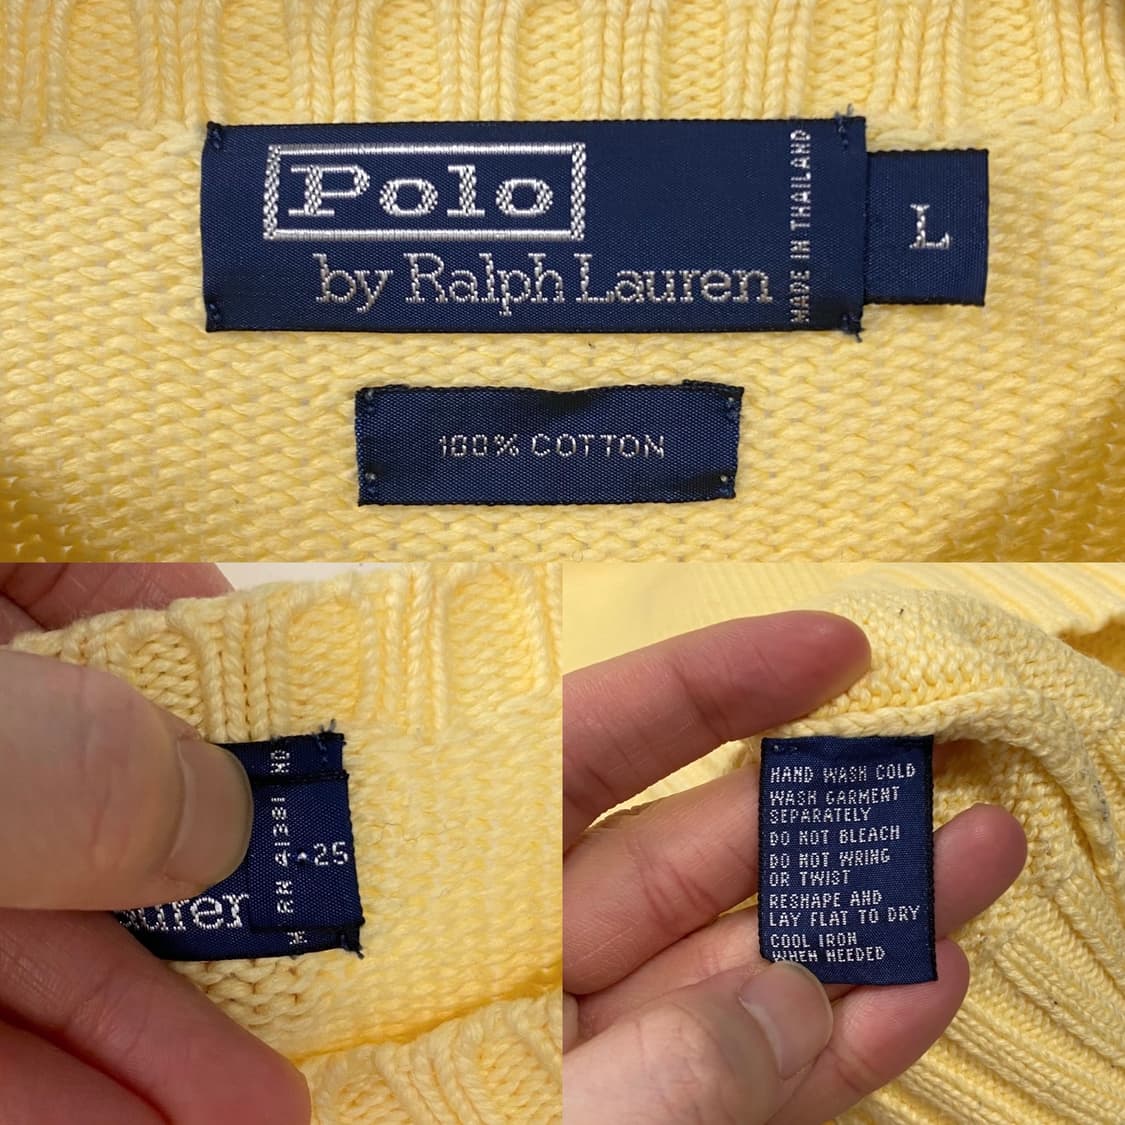 Polo
by Ralph Lauren
MADE IN THAILAND
L
100% COTTON
RN 41381
25
HAND WASH COLD
WASH GARMENT
SEPARATELY
DO NOT BLEACH
DO NOT WRING
OR TWIST
RESHAPE AND
LAY FLAT TO DRY
COOL IRON
WHEN NEEDED